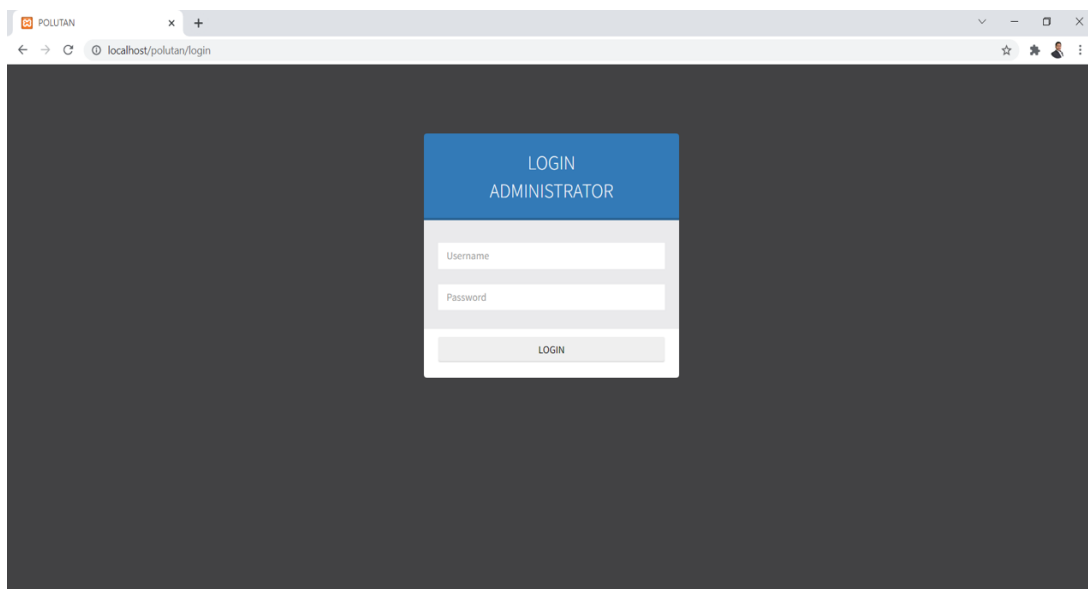 POLUTAN
localhost/polutan/login
LOGIN
ADMINISTRATOR
Username
Password
LOGIN